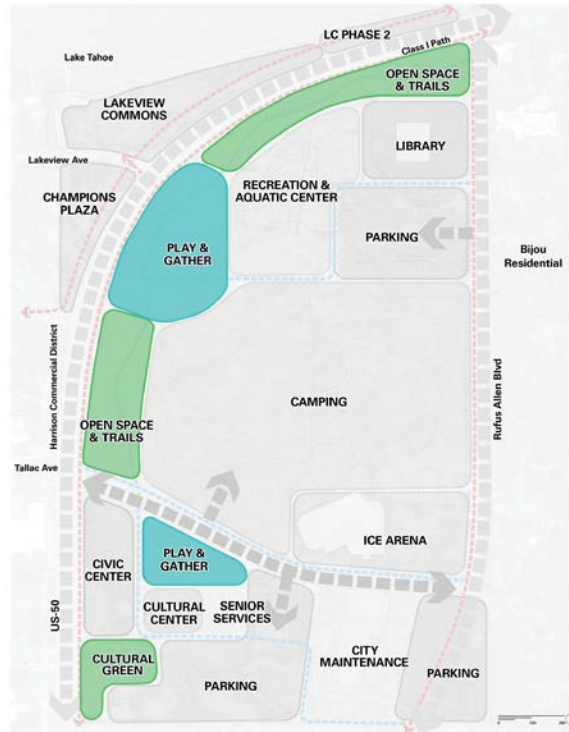 LC PHASE 2
Class I Path
Lake Tahoe
OPEN SPACE
& TRAILS
LAKEVIEW
COMMONS
LIBRARY
Lakeview Ave
RECREATION &
AQUATIC CENTER
CHAMPIONS
PLAZA
PLAY &
GATHER
PARKING
Bijou
Residential
Harrison Commercial District
CAMPING
Rufus Allen Blvd
OPEN SPACE
& TRAILS
Tallac Ave
ICE ARENA
PLAY &
GATHER
CIVIC
CENTER
CULTURAL
CENTER
SENIOR
SERVICES
US-50
CITY
MAINTENANCE
CULTURAL
GREEN
PARKING
PARKING